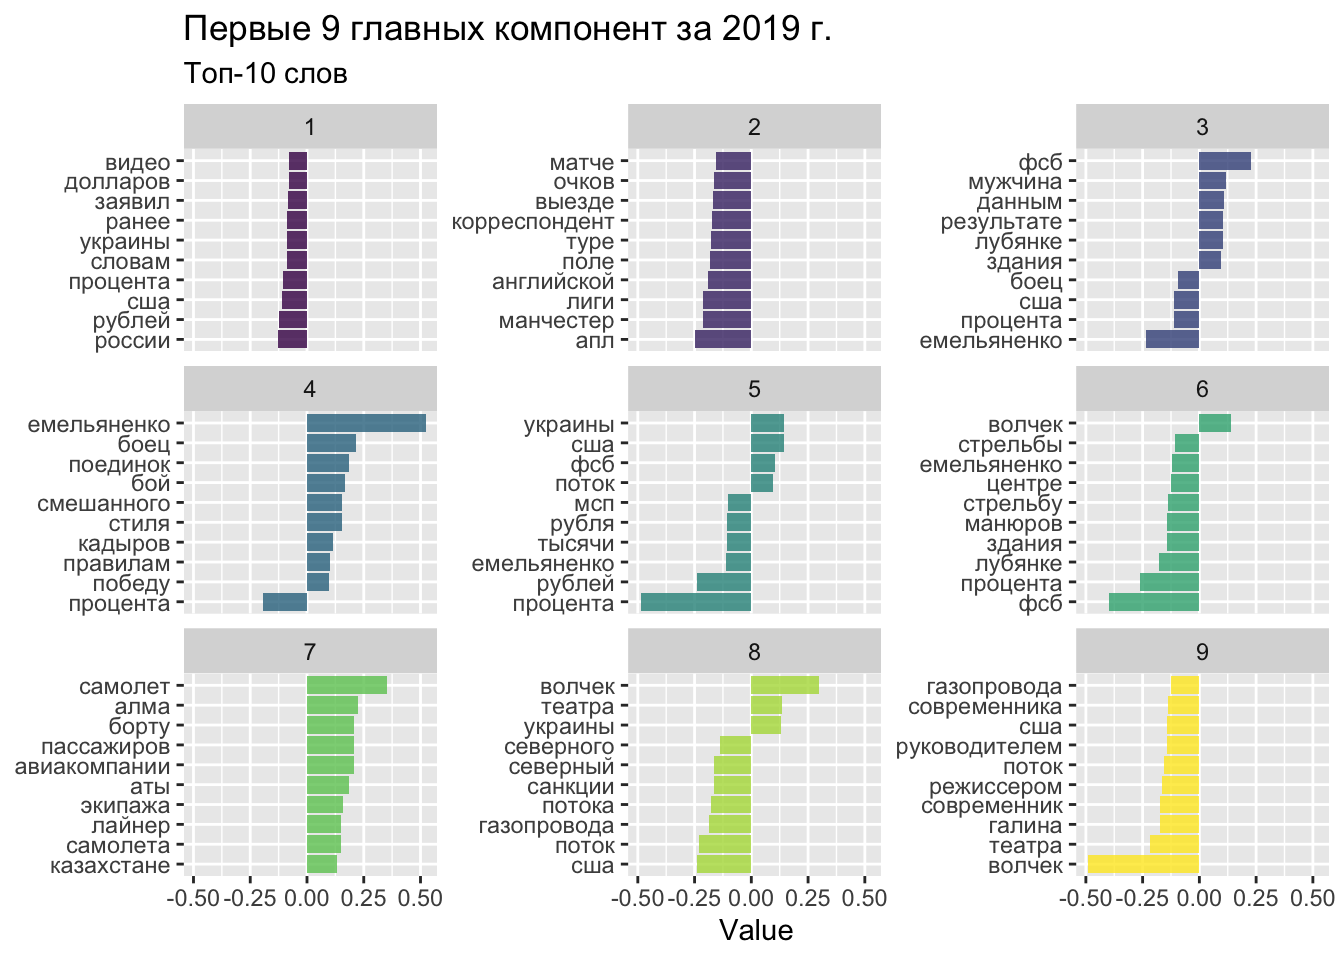 Первые 9 главных компонент за 2019 г.
Топ-10 слов
1
видео
долларов
заявил
ранее
украины
словам
процента
сша
рублей
россии
2
матче
очков
выезде
корреспондент
туре
поле
английской
лиги
манчестер
апл
3
фсб
мужчина
данным
результате
лубянке
здания
боец
сша
процента
емельяненко
4
емельяненко
боец
поединок
бой
смешанного
стиля
кадыров
правилам
победу
процента
5
украины
сша
фсб
поток
мсп
рубля
тысячи
емельяненко
рублей
процента
6
волчек
стрельбы
емельяненко
центре
стрельбу
манюров
здания
лубянке
процента
фсб
7
самолет
алма
борту
пассажиров
авиакомпании
аты
экипажа
лайнер
самолета
казахстане
-0.50 -0.25 0.00 0.25 0.50
8
волчек
театра
украины
северного
северный
санкции
потока
газопровода
поток
сша
-0.50 -0.25 0.00 0.25 0.50
9
газопровода
современника
сша
руководителем
поток
режиссером
современник
галина
театра
волчек
-0.50 -0.25 0.00 0.25 0.50
Value